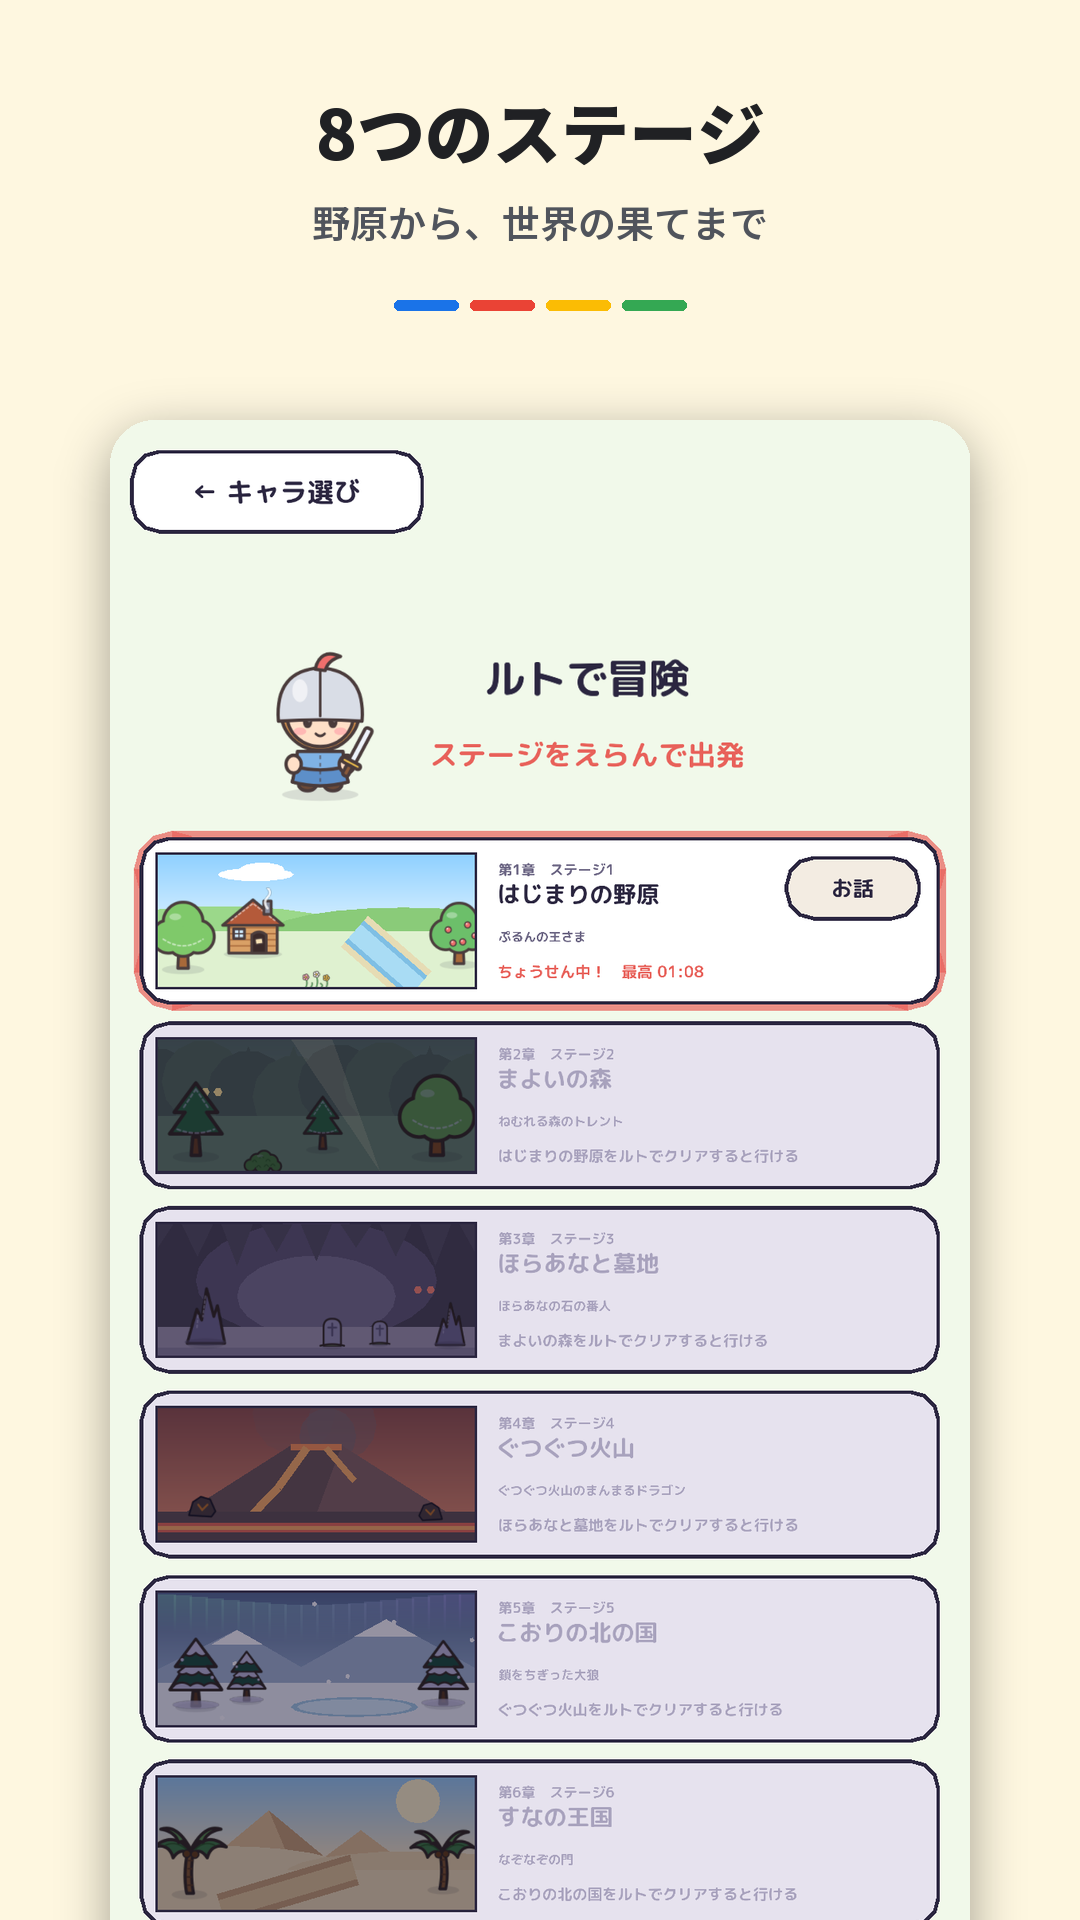 8つのステージ
野原から、世界の果てまで
← キャラ選び
ルトで冒険
ステージをえらんで出発
第1章 ステージ1
はじまりの野原
お話
ぷるんの王さま
ちょうせん中！ 最高 01:08
第2章 ステージ2
まよいの森
ねむれる森のトレント
はじまりの野原をルトでクリアすると行ける
第3章 ステージ3
ほらあなと墓地
ほらあなの石の番人
まよいの森をルトでクリアすると行ける
第4章 ステージ4
ぐつぐつ火山
ぐつぐつ火山のまんまるドラゴン
ほらあなと墓地をルトでクリアすると行ける
第5章 ステージ5
こおりの北の国
鎖をちぎった大狼
ぐつぐつ火山をルトでクリアすると行ける
第6章 ステージ6
すなの王国
なぞなぞの門
こおりの北の国をルトでクリアすると行ける